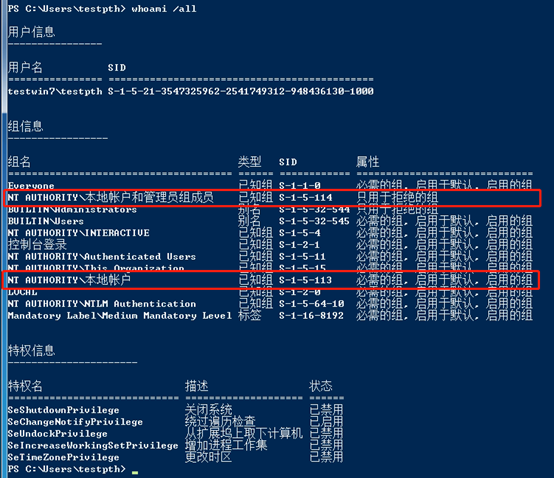 PS C:\Users\testpth> whoami /all
用户信息
----------------
用户名 SID
================ ==============================================
testwin7\testpth S-1-5-21-3547325962-2541749312-948436130-1000
组信息
-----------------
组名 类型 SID 属性
====================================== ====== ============ ==============================
Everyone 已知组 S-1-1-0 必需的组, 启用于默认, 启用的组
NT AUTHORITY\本地帐户和管理员组成员 已知组 S-1-5-114 只用于拒绝的组
BUILTIN\Administrators 别名 S-1-5-32-544 只用于拒绝的组
BUILTIN\Users 别名 S-1-5-32-545 必需的组, 启用于默认, 启用的组
NT AUTHORITY\INTERACTIVE 已知组 S-1-5-4 必需的组, 启用于默认, 启用的组
控制台登录 已知组 S-1-2-1 必需的组, 启用于默认, 启用的组
NT AUTHORITY\Authenticated Users 已知组 S-1-5-11 必需的组, 启用于默认, 启用的组
NT AUTHORITY\This Organization 已知组 S-1-5-15 必需的组, 启用于默认, 启用的组
NT AUTHORITY\本地帐户 已知组 S-1-5-113 必需的组, 启用于默认, 启用的组
LOCAL 已知组 S-1-2-0 必需的组, 启用于默认, 启用的组
NT AUTHORITY\NTLM Authentication 已知组 S-1-5-64-10 必需的组, 启用于默认, 启用的组
Mandatory Label\Medium Mandatory Level 标签 S-1-16-8192 必需的组, 启用于默认, 启用的组
特权信息
----------------------
特权名 描述 状态
============================= ==================== ======
SeShutdownPrivilege 关闭系统 已禁用
SeChangeNotifyPrivilege 绕过遍历检查 已启用
SeUndockPrivilege 从扩展坞上取下计算机 已禁用
SeIncreaseWorkingSetPrivilege 增加进程工作集 已禁用
SeTimeZonePrivilege 更改时区 已禁用
PS C:\Users\testpth> _